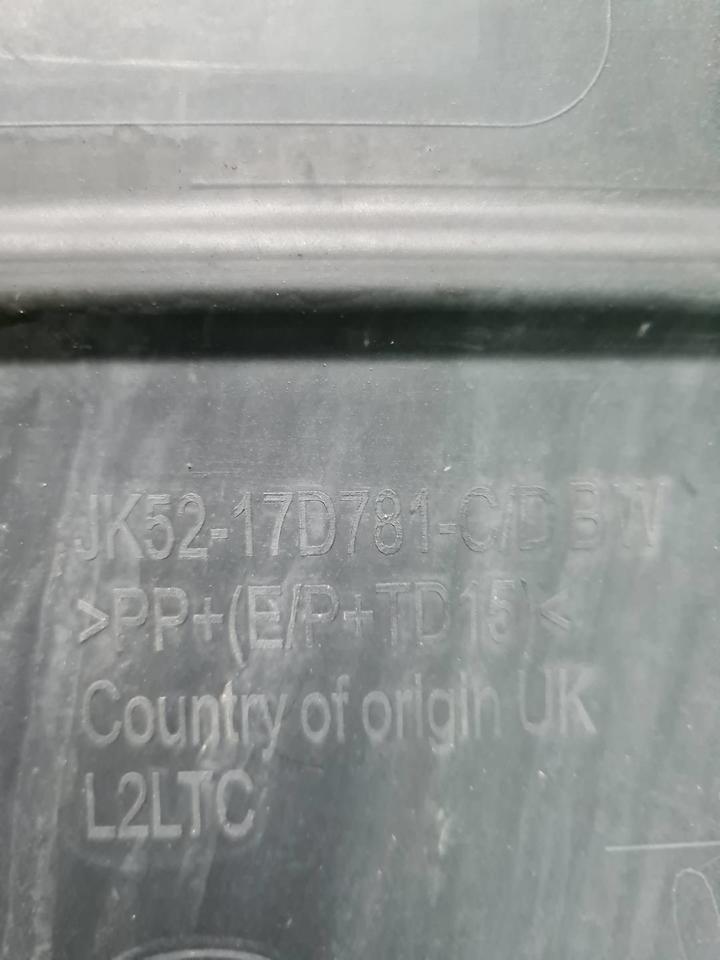 JK52-17D781-C/D BW
>PP+(E/P+TD15)<
Country of origin UK
L2LTC